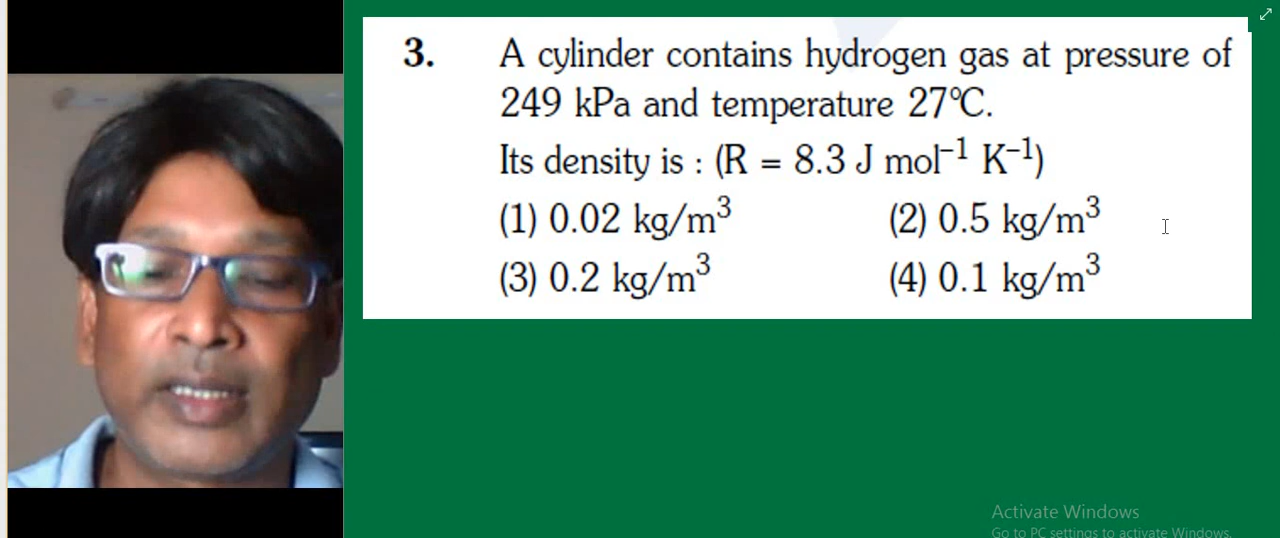 3. A cylinder contains hydrogen gas at pressure of
249 kPa and temperature 27°C.
Its density is : (R = 8.3 J mol⁻¹ K⁻¹)
(1) 0.02 kg/m³ (2) 0.5 kg/m³
(3) 0.2 kg/m³ (4) 0.1 kg/m³
Activate Windows
Go to PC settings to activate Windows.